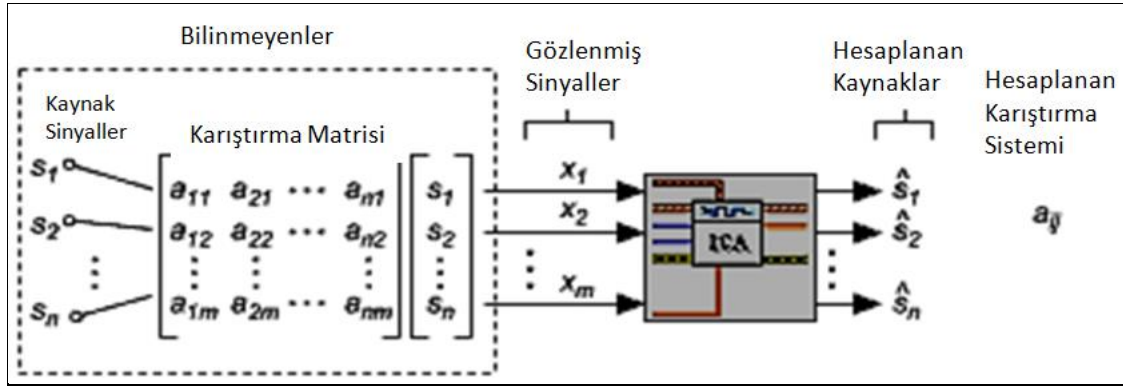 Bilinmeyenler
Gözlenmiş
Sinyaller
Hesaplanan
Kaynaklar
Hesaplanan
Karıştırma
Sistemi
Kaynak
Sinyaller
Karıştırma Matrisi
s1 a11 a21 ··· an1 s1 x1 ŝ1
s2 a12 a22 ··· an2 s2 x2 ICA ŝ2 aij
sn a1m a2m ··· anm sn xm ŝn